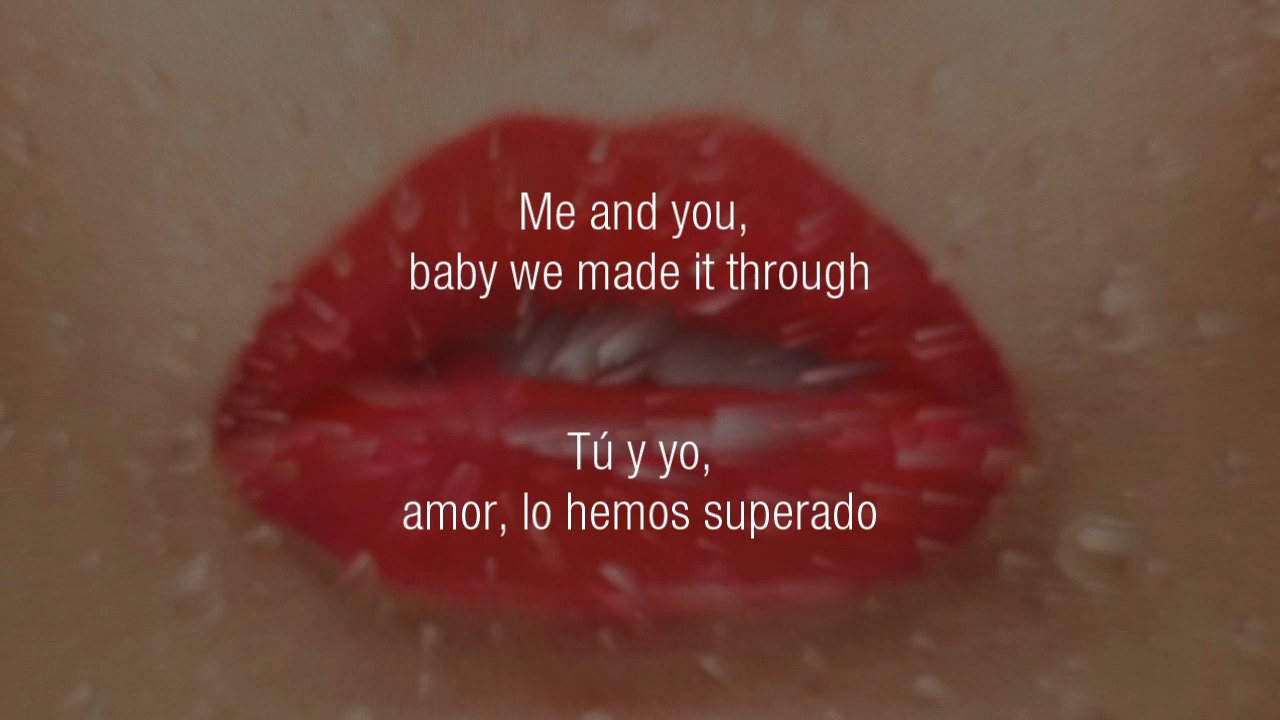 Me and you,
baby we made it through
Tú y yo,
amor, lo hemos superado